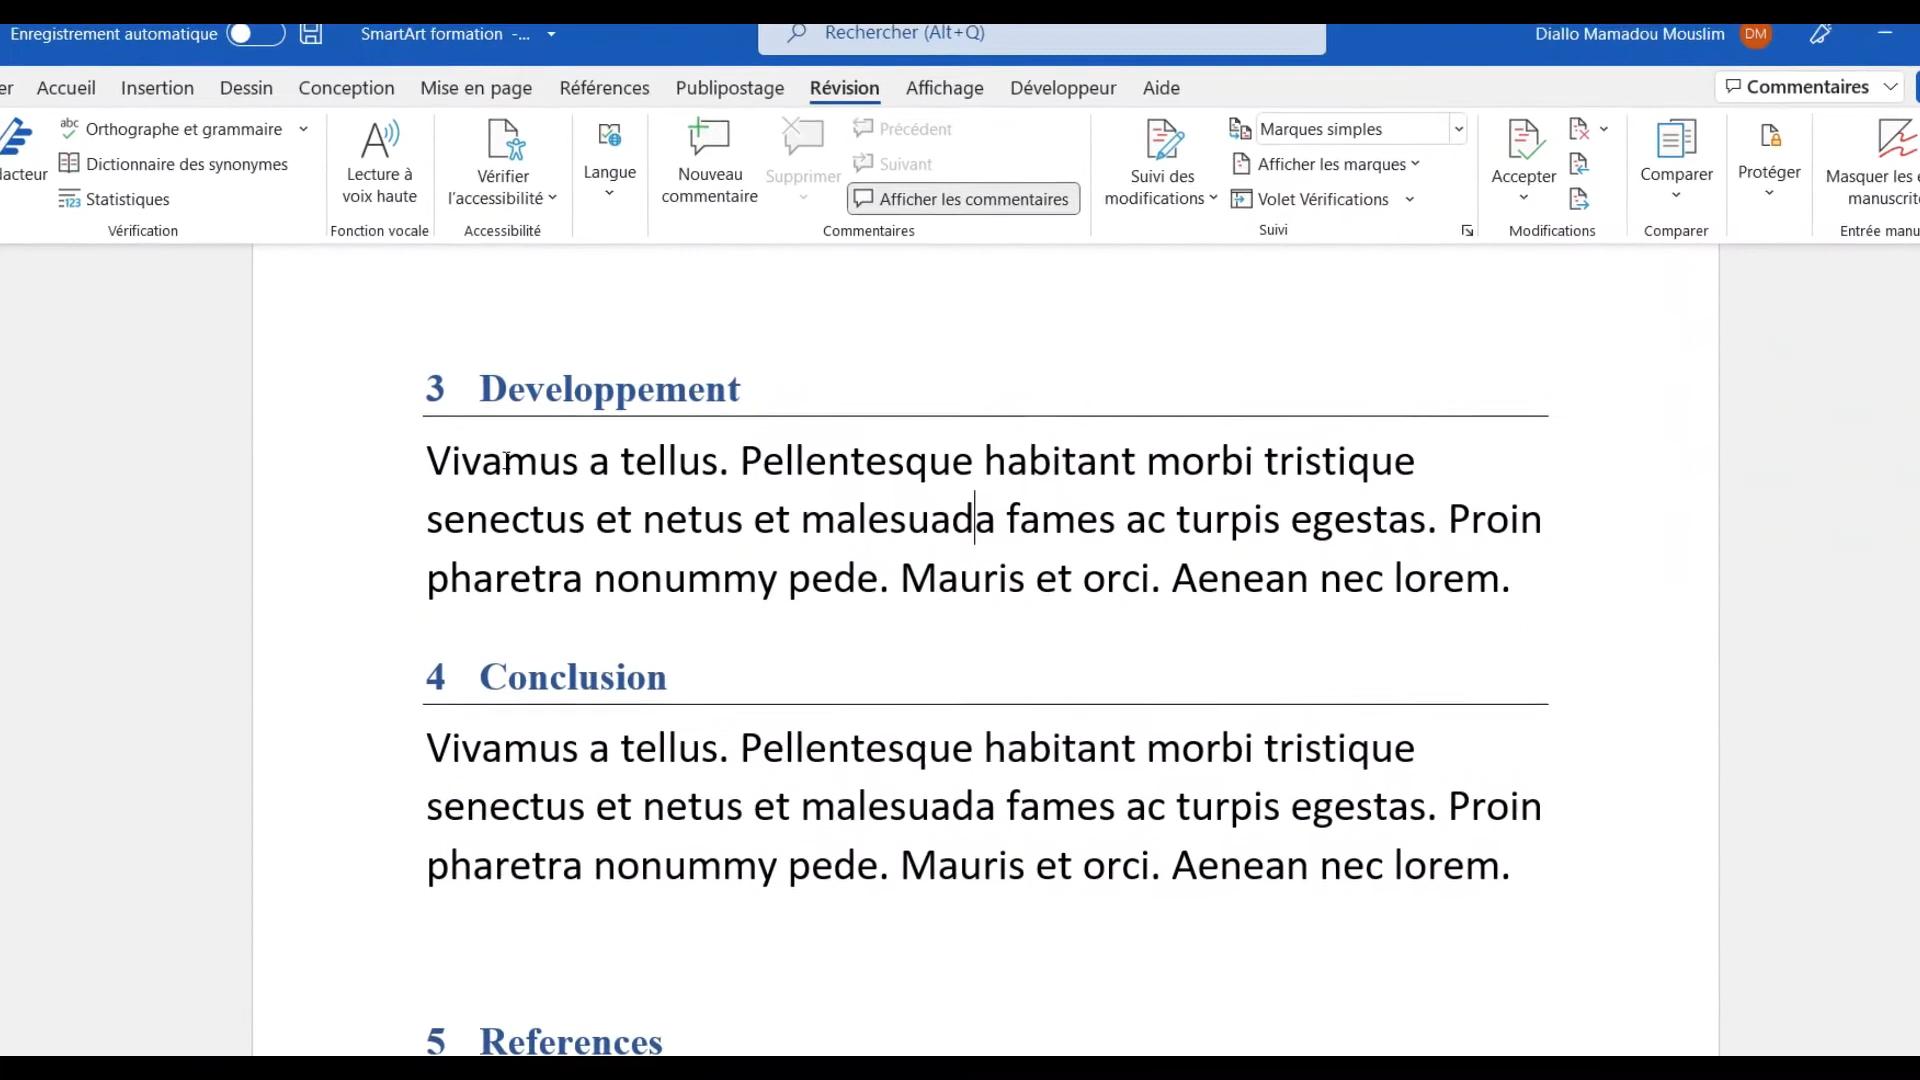 Enregistrement automatique
SmartArt formation -...
Rechercher (Alt+Q)
Diallo Mamadou Mouslim
DM
er Accueil Insertion Dessin Conception Mise en page Références Publipostage Révision Affichage Développeur Aide
Commentaires
abc Orthographe et grammaire
Dictionnaire des synonymes
123 Statistiques
dacteur
Vérification
Lecture à
voix haute
Fonction vocale
Vérifier
l'accessibilité
Accessibilité
Langue
Nouveau
commentaire
Supprimer
Précédent
Suivant
Afficher les commentaires
Commentaires
Suivi des
modifications
Marques simples
Afficher les marques
Volet Vérifications
Suivi
Accepter
Modifications
Comparer
Comparer
Protéger
Masquer les e
manuscrit
Entrée manu
3 Developpement
Vivamus a tellus. Pellentesque habitant morbi tristique
senectus et netus et malesuada fames ac turpis egestas. Proin
pharetra nonummy pede. Mauris et orci. Aenean nec lorem.
4 Conclusion
Vivamus a tellus. Pellentesque habitant morbi tristique
senectus et netus et malesuada fames ac turpis egestas. Proin
pharetra nonummy pede. Mauris et orci. Aenean nec lorem.
5 References